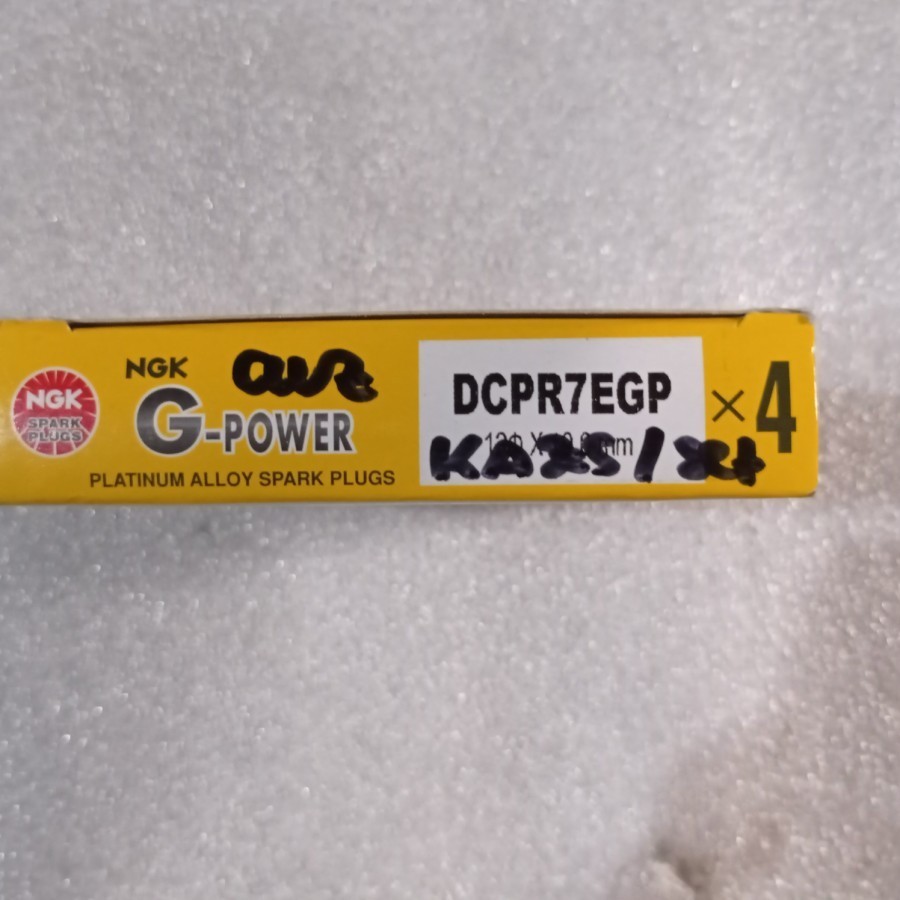 NGK
SPARK
PLUGS
NGK
G-POWER
PLATINUM ALLOY SPARK PLUGS
DCPR7EGP
×4